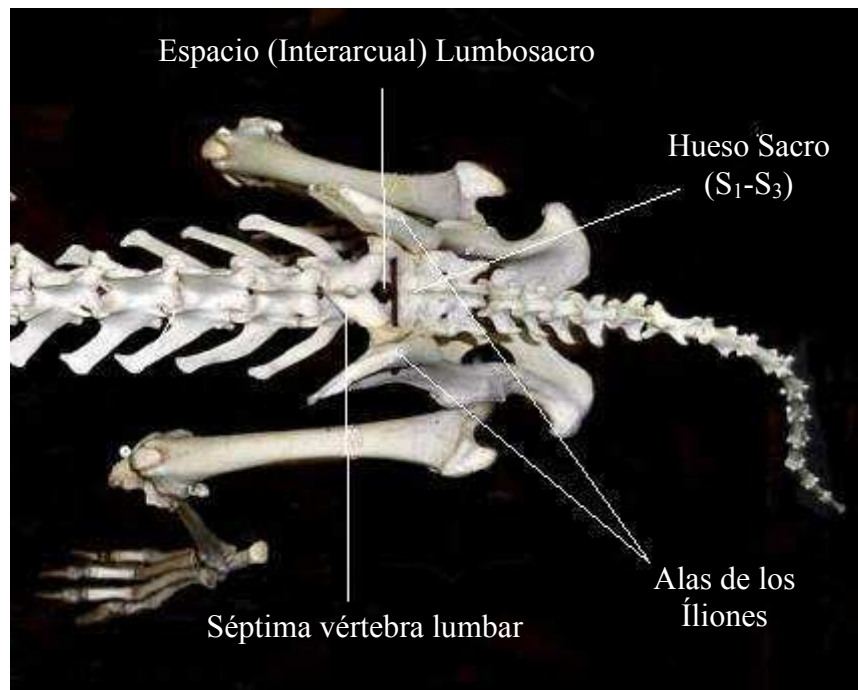 Espacio (Interarcual) Lumbosacro
Hueso Sacro
(S₁-S₃)
Alas de los
Íliones
Séptima vértebra lumbar